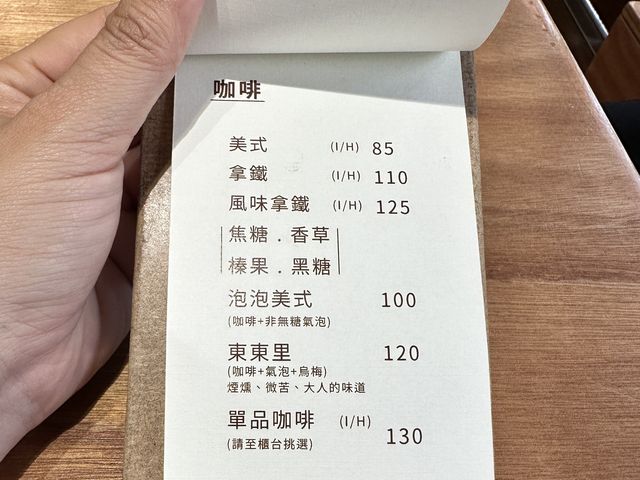 咖啡
美式 (I/H) 85
拿鐵 (I/H) 110
風味拿鐵 (I/H) 125
焦糖．香草
榛果．黑糖
泡泡美式 100
(咖啡+非無糖氣泡)
東東里 120
(咖啡+氣泡+烏梅)
煙燻、微苦、大人的味道
單品咖啡 (I/H) 130
(請至櫃台挑選)